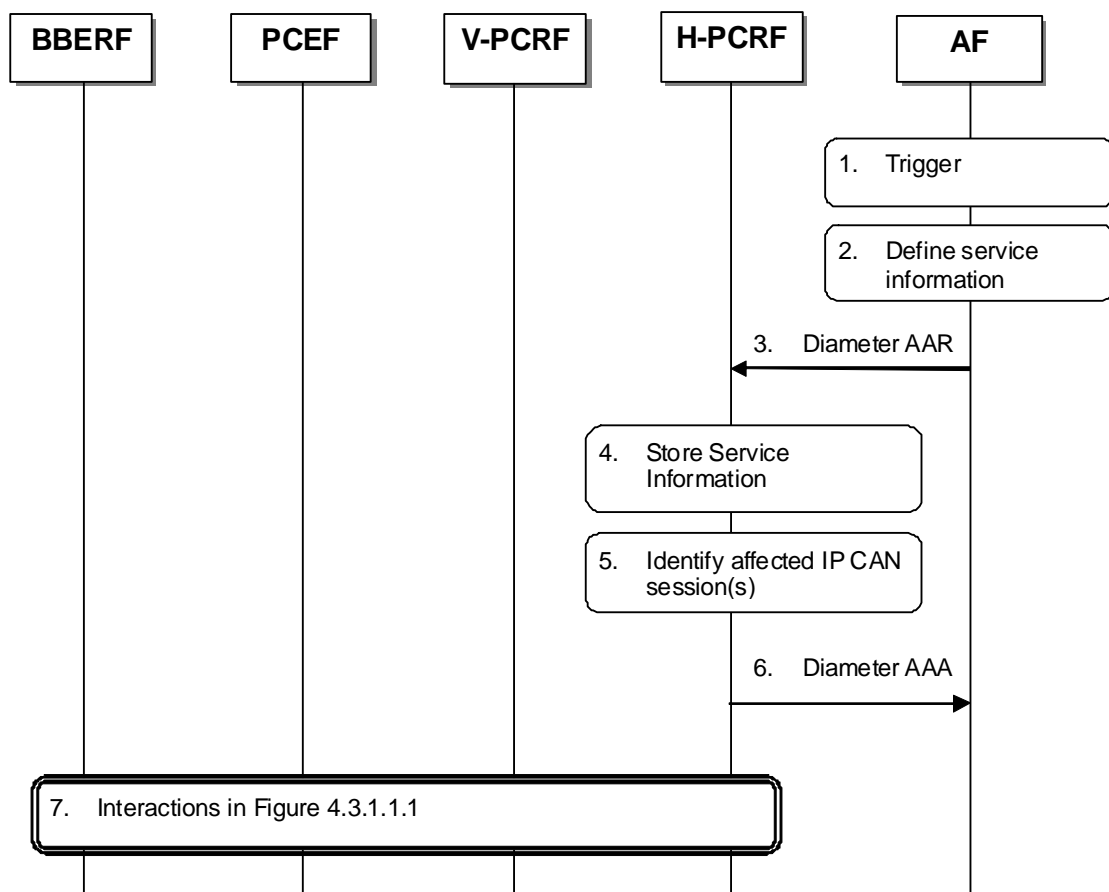 BBERF PCEF V-PCRF H-PCRF AF
1. Trigger
2. Define service
information
3. Diameter AAR
4. Store Service
Information
5. Identify affected IP CAN
session(s)
6. Diameter AAA
7. Interactions in Figure 4.3.1.1.1